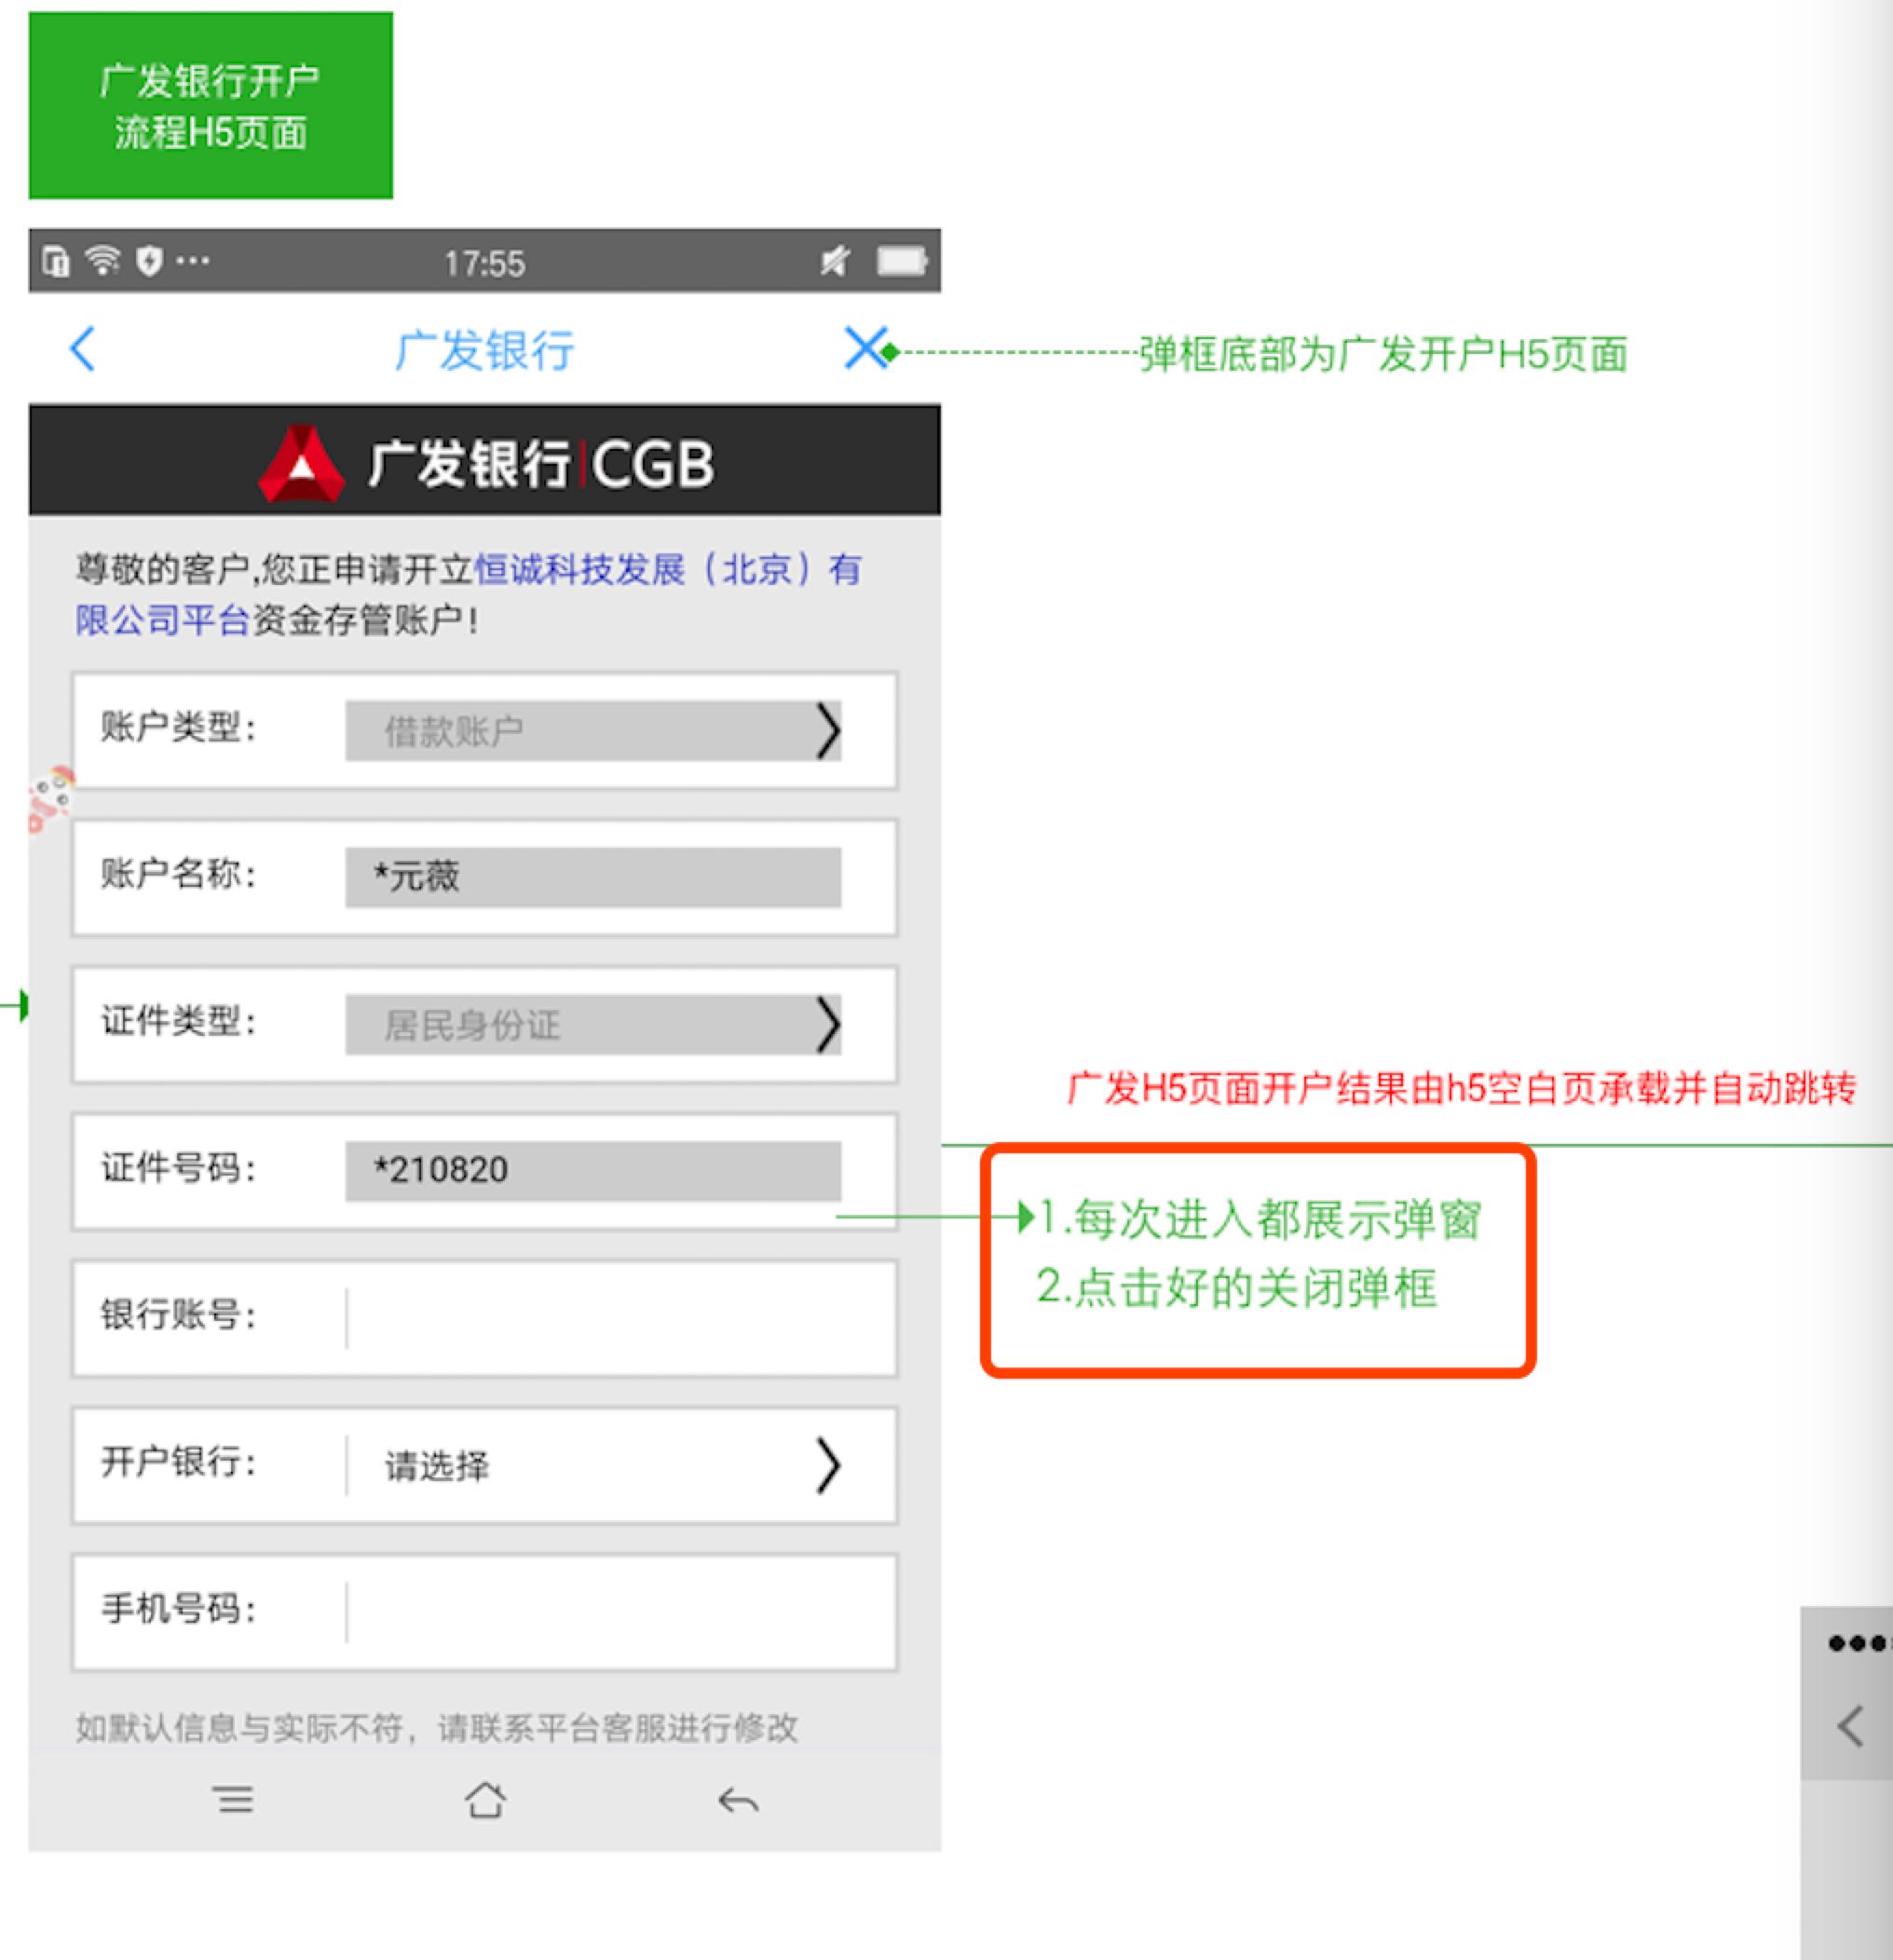 广发银行开户
流程H5页面
17:55
广发银行
弹框底部为广发开户H5页面
广发银行|CGB
尊敬的客户,您正申请开立恒诚科技发展（北京）有
限公司平台资金存管账户！
账户类型： 借款账户
账户名称： *元薇
证件类型： 居民身份证
广发H5页面开户结果由h5空白页承载并自动跳转
证件号码： *210820
1.每次进入都展示弹窗
2.点击好的关闭弹框
银行账号：
开户银行： 请选择
手机号码：
如默认信息与实际不符，请联系平台客服进行修改